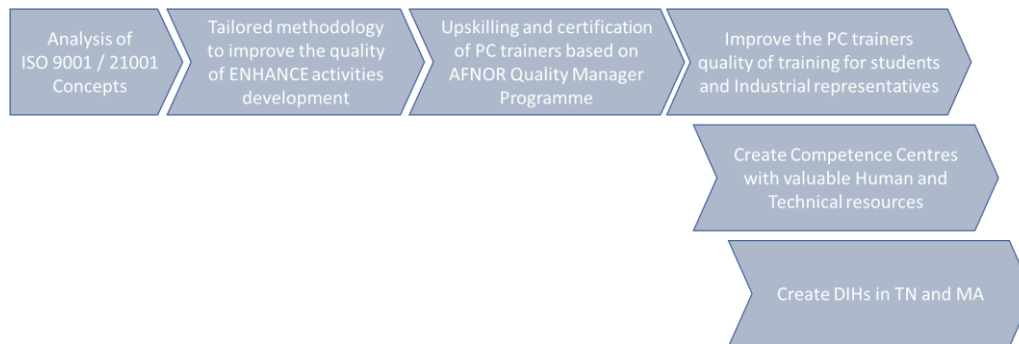 Analysis of
ISO 9001 / 21001
Concepts
Tailored methodology
to improve the quality
of ENHANCE activities
development
Upskilling and certification
of PC trainers based on
AFNOR Quality Manager
Programme
Improve the PC trainers
quality of training for students
and Industrial representatives
Create Competence Centres
with valuable Human and
Technical resources
Create DIHs in TN and MA